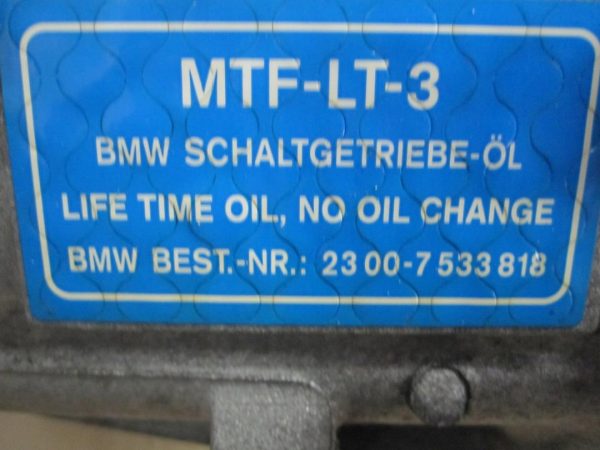 MTF-LT-3
BMW SCHALTGETRIEBE-ÖL
LIFE TIME OIL, NO OIL CHANGE
BMW BEST.-NR.: 23 00-7 533 818